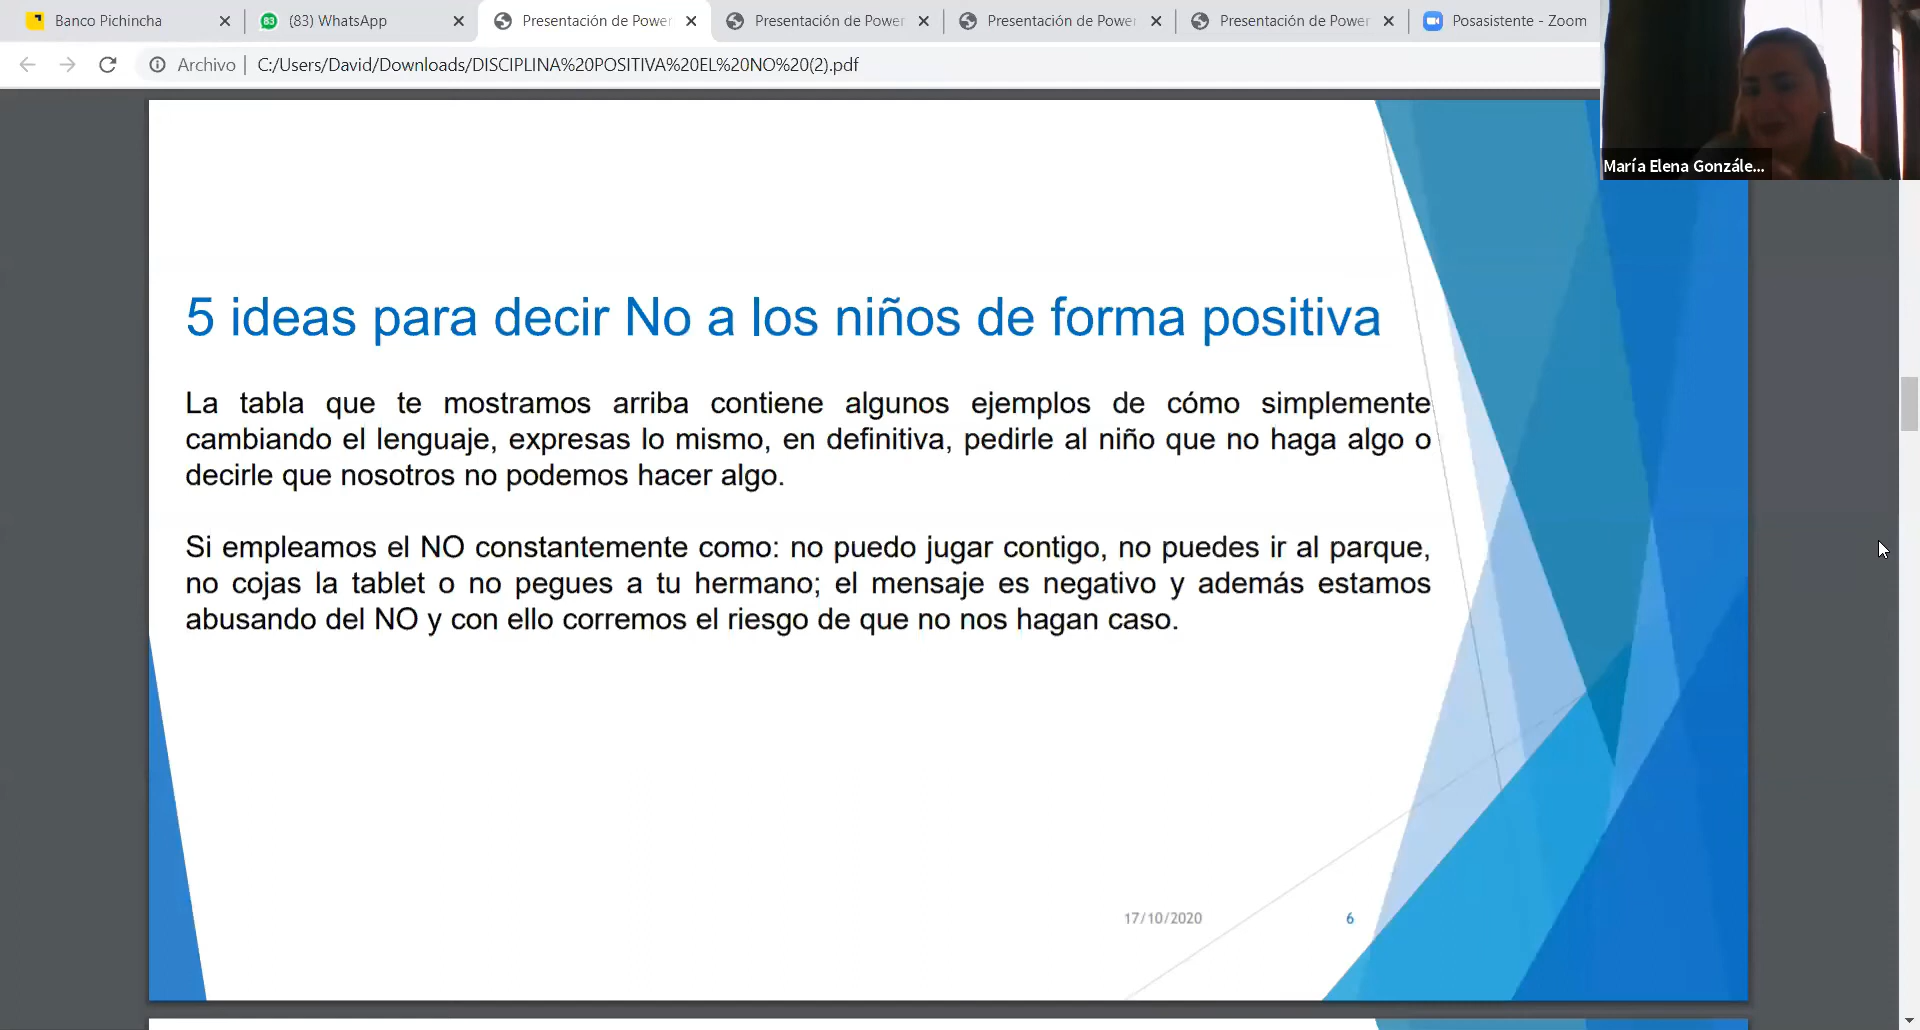 Banco Pichincha
83
(83) WhatsApp
Presentación de Power
Presentación de Power
Presentación de Power
Presentación de Power
Posasistente - Zoom
Archivo
C:/Users/David/Downloads/DISCIPLINA%20POSITIVA%20EL%20NO%20(2).pdf
María Elena Gonzále...
5 ideas para decir No a los niños de forma positiva
La tabla que te mostramos arriba contiene algunos ejemplos de cómo simplemente
cambiando el lenguaje, expresas lo mismo, en definitiva, pedirle al niño que no haga algo o
decirle que nosotros no podemos hacer algo.
Si empleamos el NO constantemente como: no puedo jugar contigo, no puedes ir al parque,
no cojas la tablet o no pegues a tu hermano; el mensaje es negativo y además estamos
abusando del NO y con ello corremos el riesgo de que no nos hagan caso.
17/10/2020
6